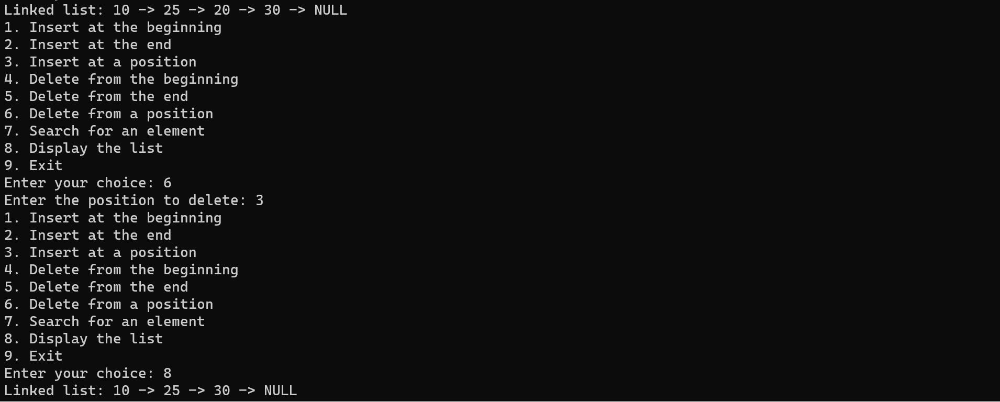 Linked list: 10 -> 25 -> 20 -> 30 -> NULL
1. Insert at the beginning
2. Insert at the end
3. Insert at a position
4. Delete from the beginning
5. Delete from the end
6. Delete from a position
7. Search for an element
8. Display the list
9. Exit
Enter your choice: 6
Enter the position to delete: 3
1. Insert at the beginning
2. Insert at the end
3. Insert at a position
4. Delete from the beginning
5. Delete from the end
6. Delete from a position
7. Search for an element
8. Display the list
9. Exit
Enter your choice: 8
Linked list: 10 -> 25 -> 30 -> NULL